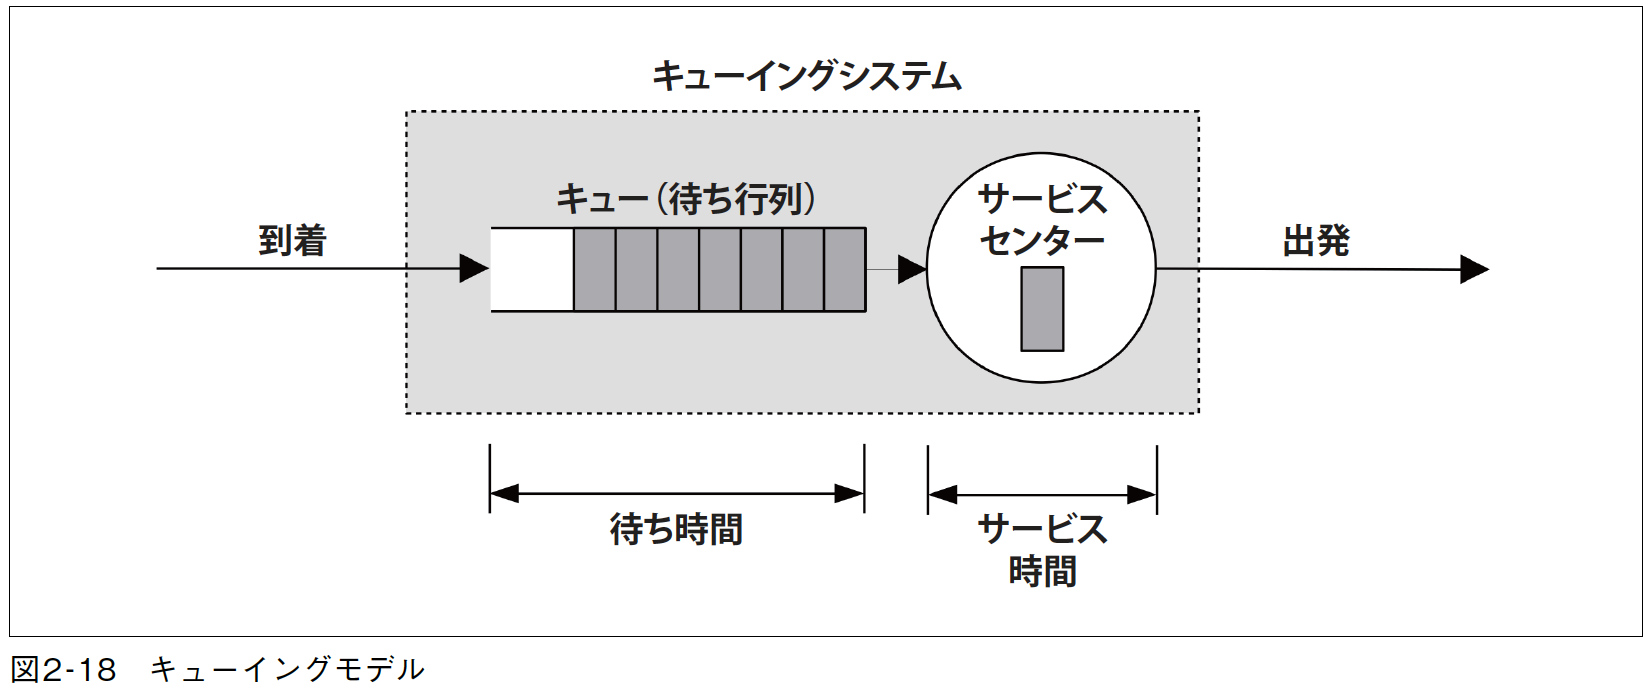 キューイングシステム
キュー（待ち行列）
サービス
センター
到着
出発
待ち時間
サービス
時間
図2-18　キューイングモデル